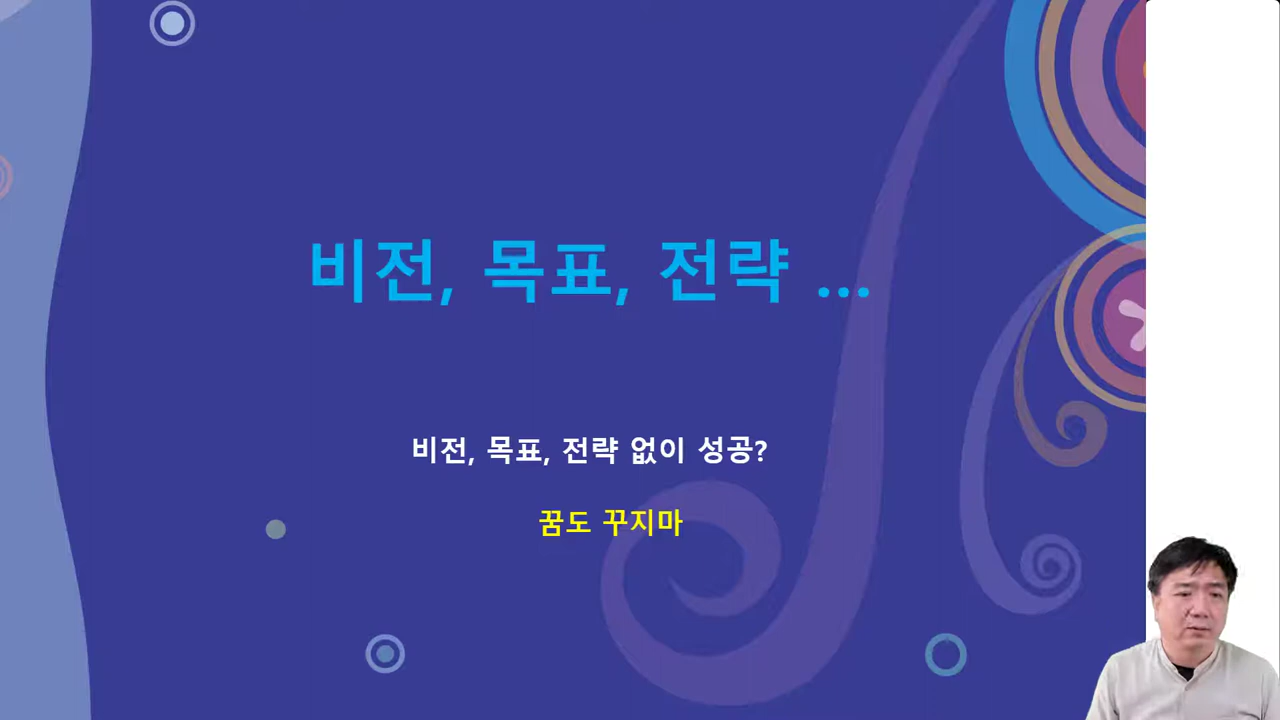 비전, 목표, 전략 ...
비전, 목표, 전략 없이 성공?
꿈도 꾸지마